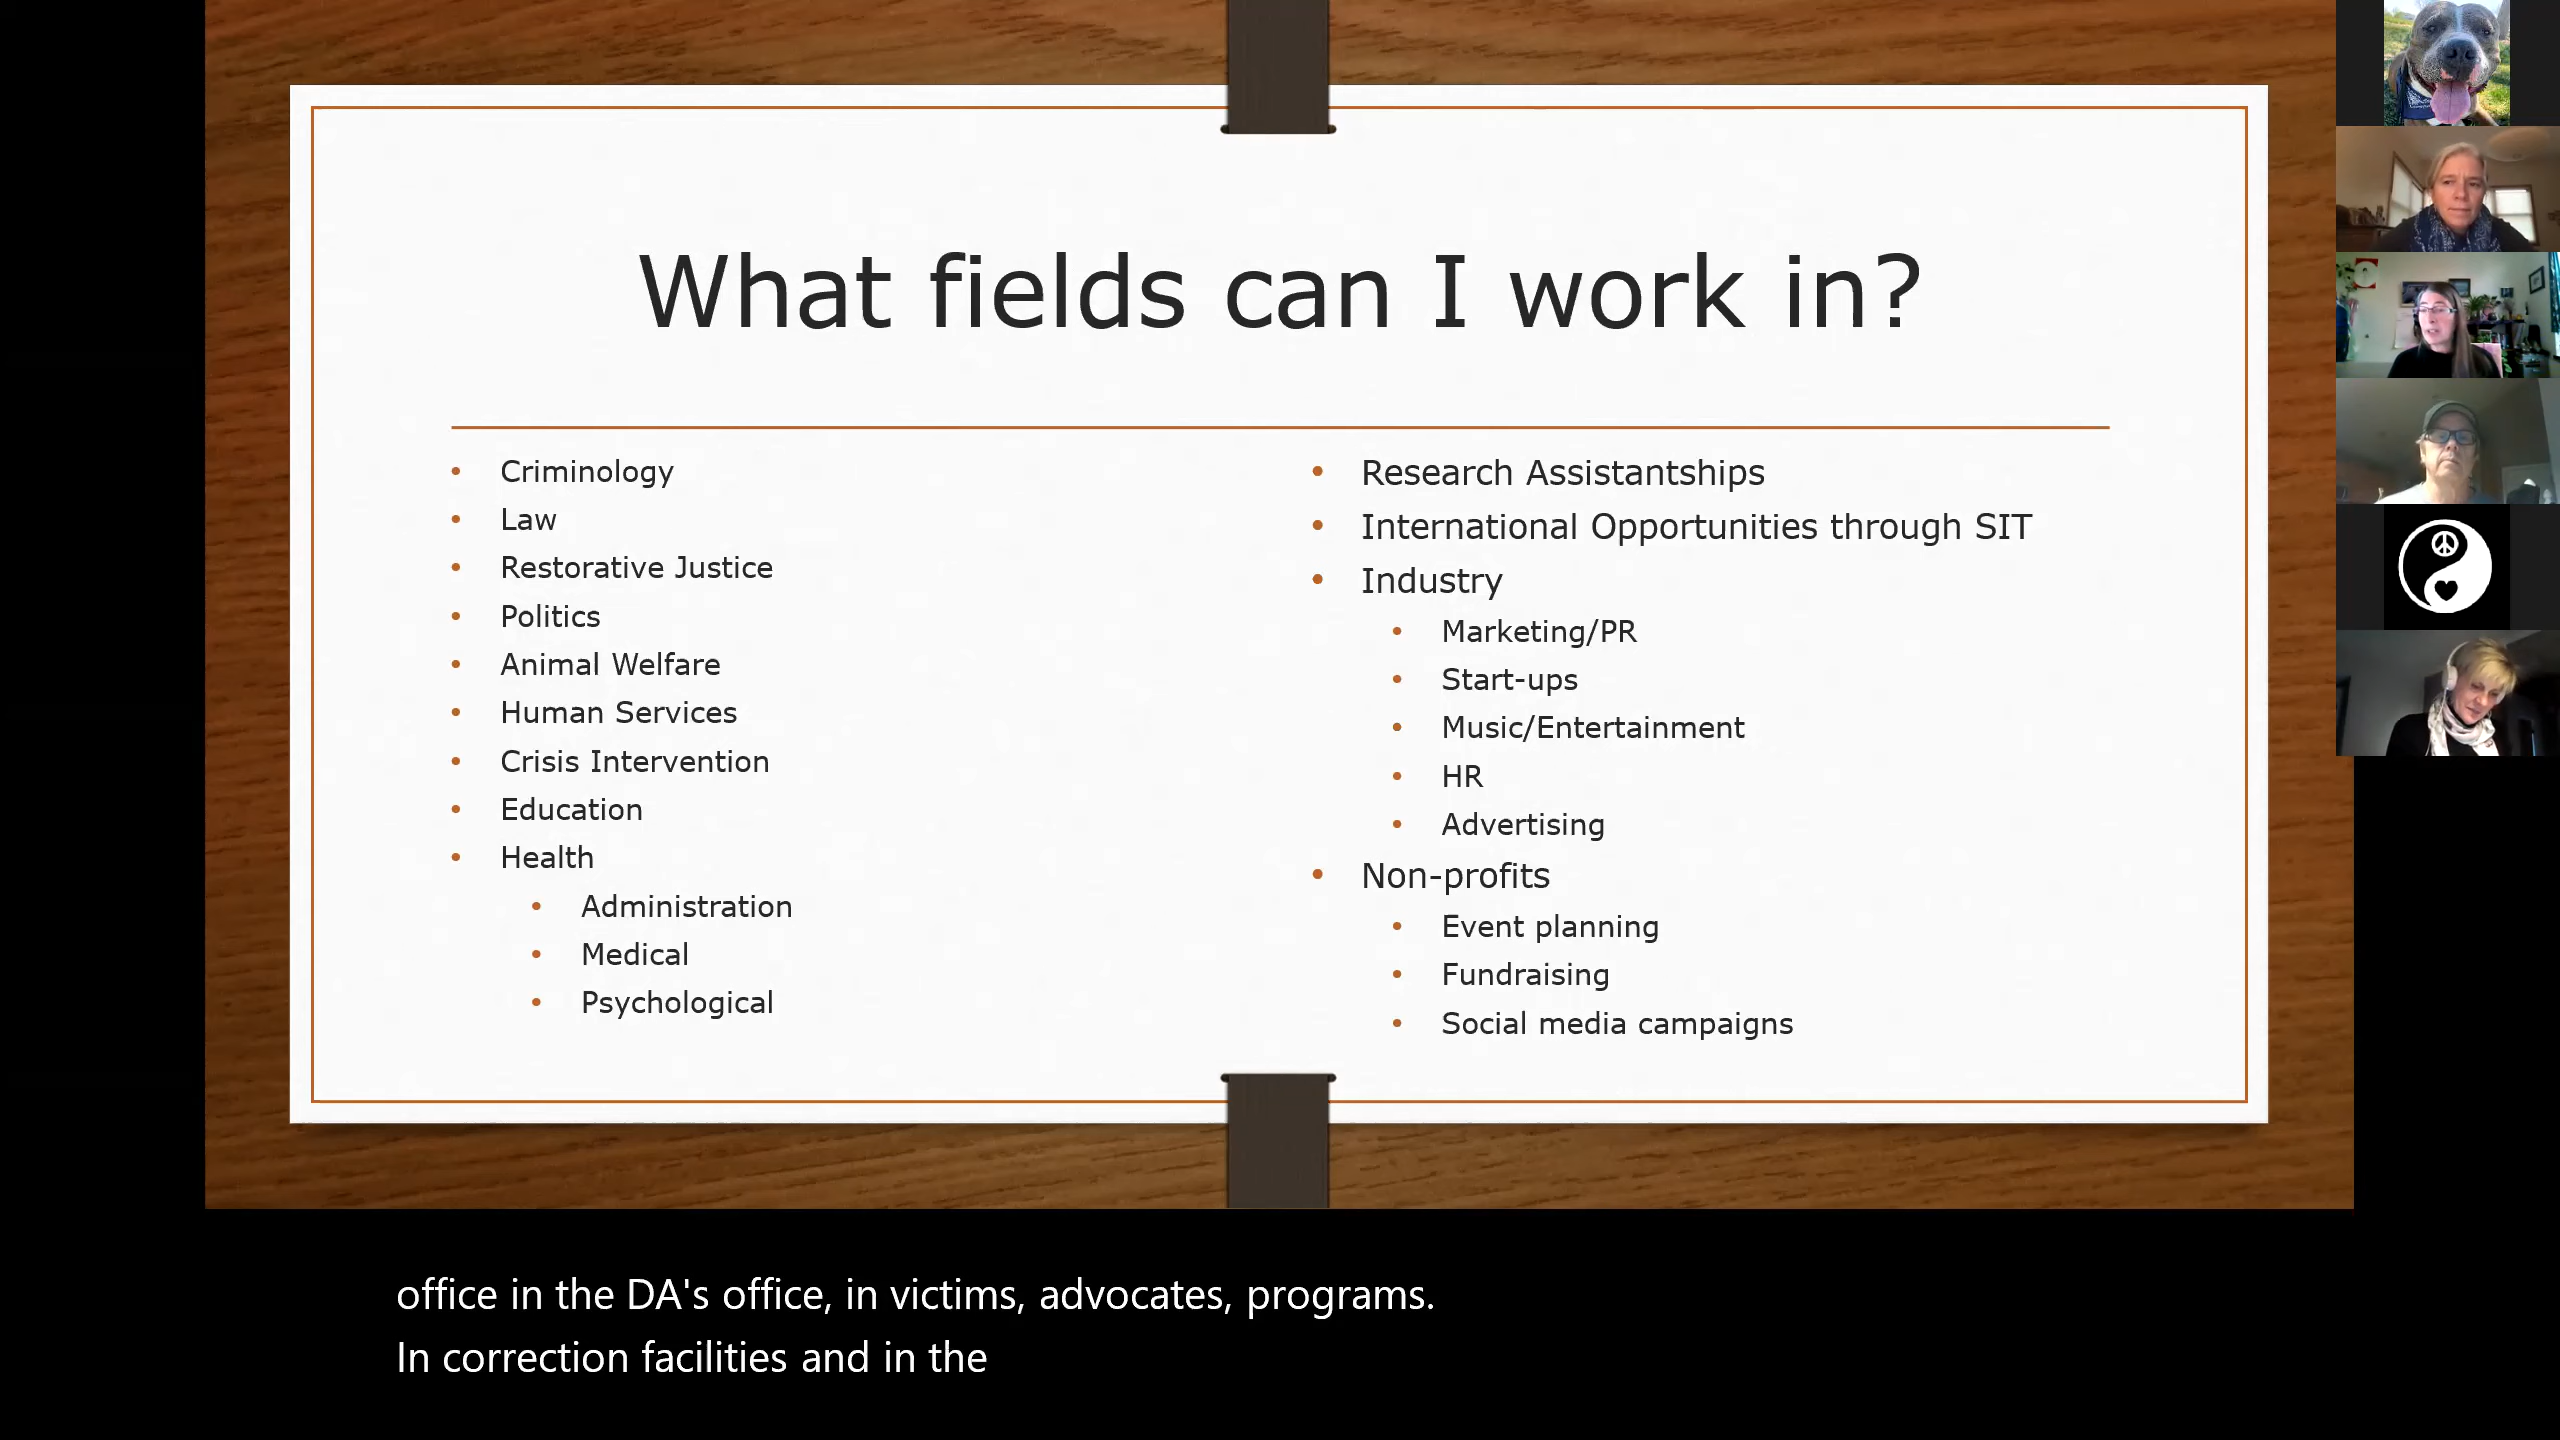 What fields can I work in?
• Criminology
• Law
• Restorative Justice
• Politics
• Animal Welfare
• Human Services
• Crisis Intervention
• Education
• Health
• Administration
• Medical
• Psychological
• Research Assistantships
• International Opportunities through SIT
• Industry
• Marketing/PR
• Start-ups
• Music/Entertainment
• HR
• Advertising
• Non-profits
• Event planning
• Fundraising
• Social media campaigns
office in the DA's office, in victims, advocates, programs.
In correction facilities and in the